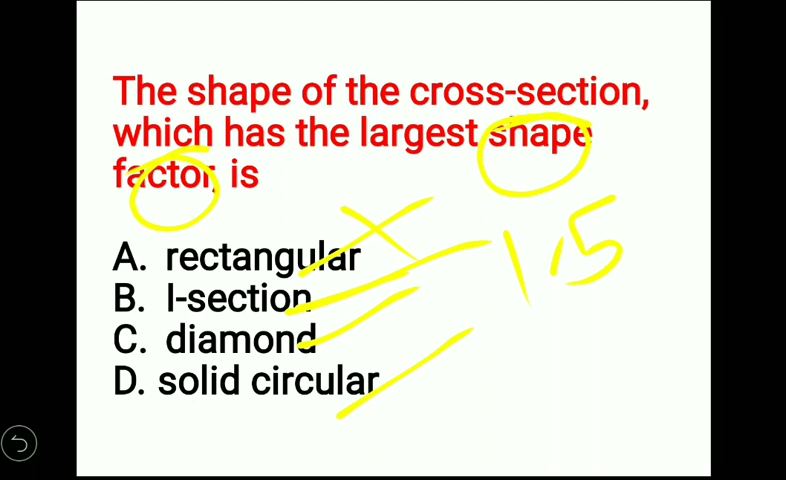 The shape of the cross-section,
which has the largest shape
factor, is
A. rectangular
B. I-section
C. diamond
D. solid circular
1.5